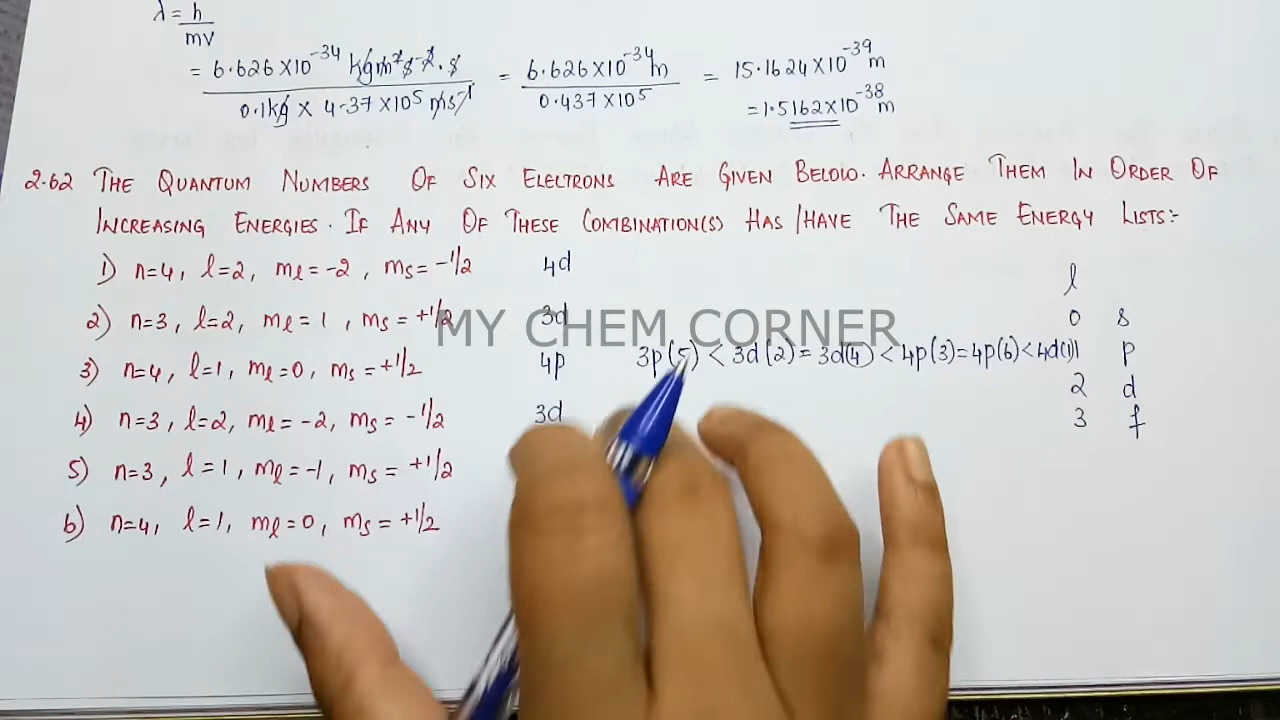 λ = h/mv
= 6.626×10⁻³⁴ kgm²s⁻².s / 0.1kg × 4.37×10⁵ ms⁻¹ = 6.626×10⁻³⁴m / 0.437×10⁵ = 15.1624×10⁻³⁹m
= 1.5162×10⁻³⁸m
2.62 THE QUANTUM NUMBERS OF SIX ELECTRONS ARE GIVEN BELOW. ARRANGE THEM IN ORDER OF
INCREASING ENERGIES. IF ANY OF THESE COMBINATION(S) HAS/HAVE THE SAME ENERGY LISTS:-
1) n=4, l=2, ml=-2, ms=-1/2 4d
l
2) n=3, l=2, ml=1, ms=+1/2 3d
0 s
MY CHEM CORNER
3) n=4, l=1, ml=0, ms=+1/2 4p
3p(5) < 3d(2) = 3d(4) < 4p(3) = 4p(6) < 4d(1)
1 p
2 d
4) n=3, l=2, ml=-2, ms=-1/2 3d
3 f
5) n=3, l=1, ml=-1, ms=+1/2
6) n=4, l=1, ml=0, ms=+1/2